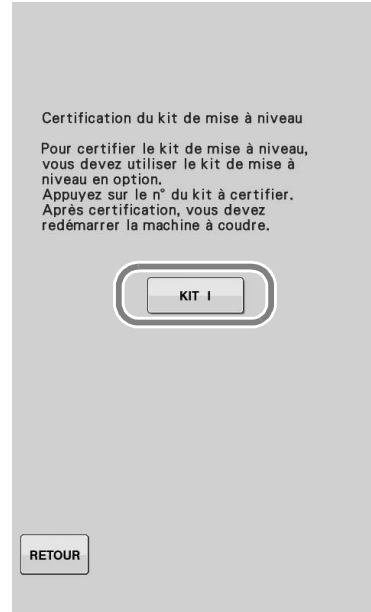 Certification du kit de mise à niveau
Pour certifier le kit de mise à niveau,
vous devez utiliser le kit de mise à
niveau en option.
Appuyez sur le n° du kit à certifier.
Après certification, vous devez
redémarrer la machine à coudre.
KIT I
RETOUR